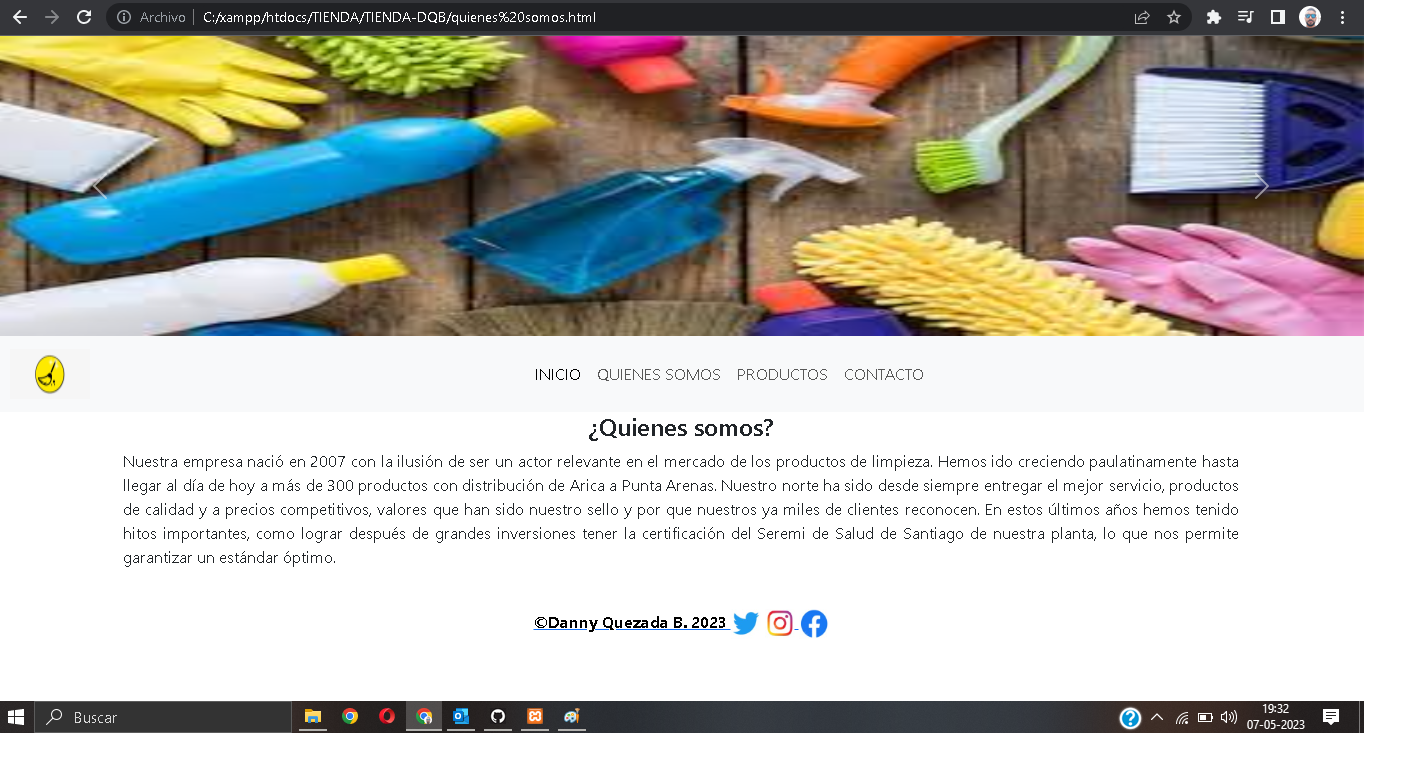 Archivo | C:/xampp/htdocs/TIENDA/TIENDA-DQB/quienes%20somos.html
INICIO QUIENES SOMOS PRODUCTOS CONTACTO
¿Quienes somos?
Nuestra empresa nació en 2007 con la ilusión de ser un actor relevante en el mercado de los productos de limpieza. Hemos ido creciendo paulatinamente hasta
llegar al día de hoy a más de 300 productos con distribución de Arica a Punta Arenas. Nuestro norte ha sido desde siempre entregar el mejor servicio, productos
de calidad y a precios competitivos, valores que han sido nuestro sello y por que nuestros ya miles de clientes reconocen. En estos últimos años hemos tenido
hitos importantes, como lograr después de grandes inversiones tener la certificación del Seremi de Salud de Santiago de nuestra planta, lo que nos permite
garantizar un estándar óptimo.
©Danny Quezada B. 2023
Buscar
19:32
07-05-2023